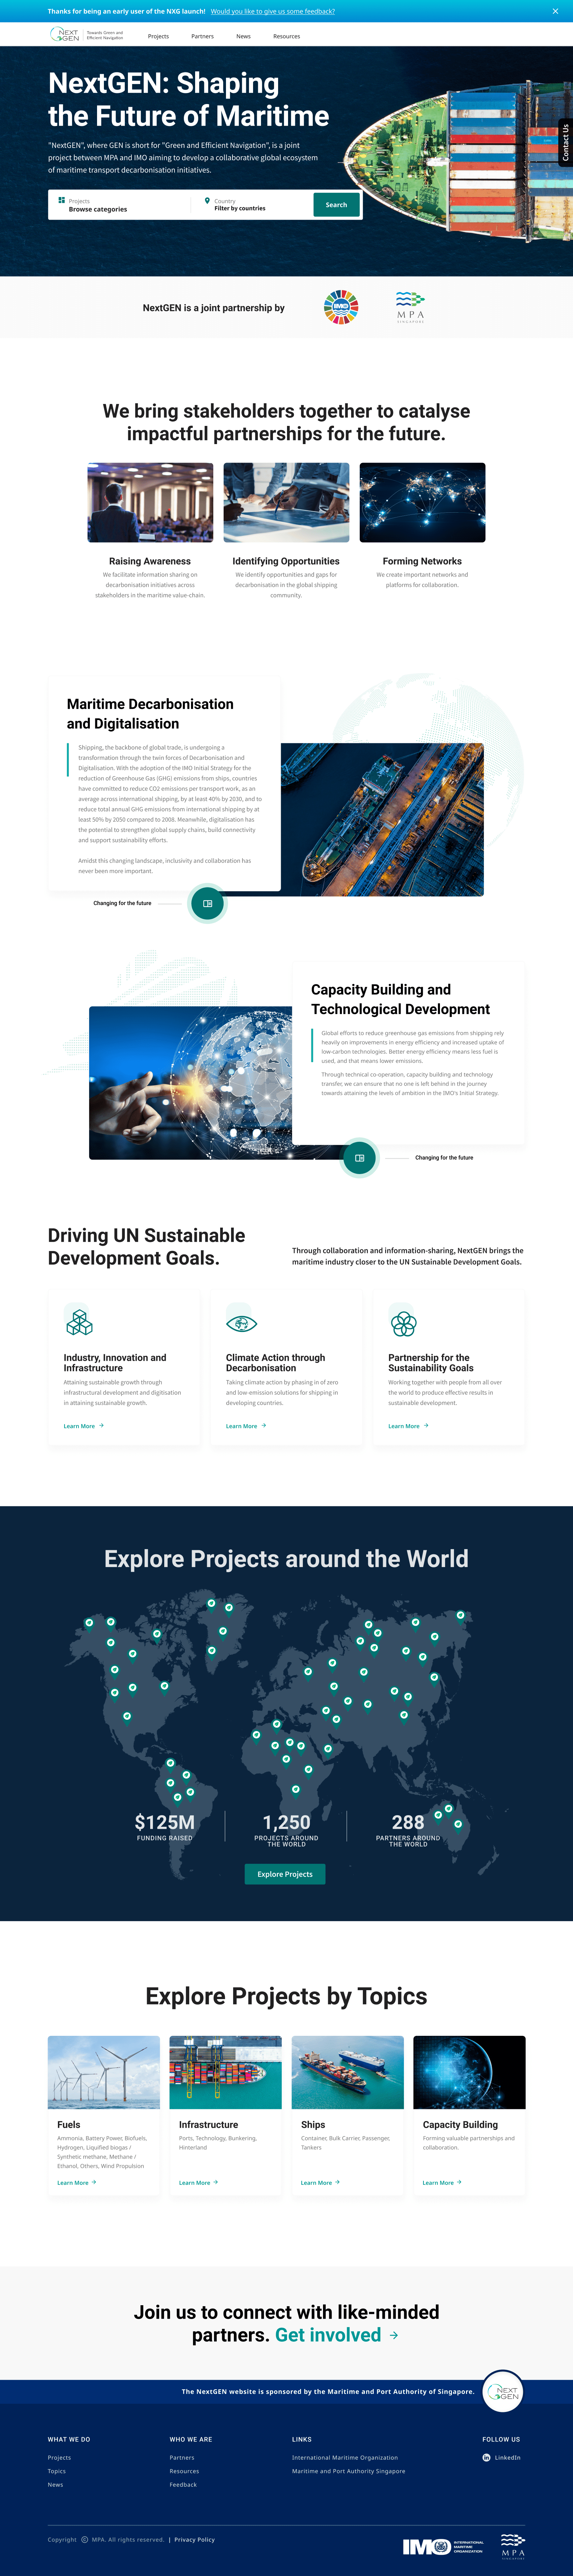 Thanks for being an early user of the NXG launch! Would you like to give us some feedback?
NEXT GEN Towards Green and Efficient Navigation
Projects Partners News Resources
NextGEN: Shaping
the Future of Maritime
"NextGEN", where GEN is short for "Green and Efficient Navigation", is a joint
project between MPA and IMO aiming to develop a collaborative global ecosystem
of maritime transport decarbonisation initiatives.
Projects
Browse categories
Country
Filter by countries
Search
Contact Us
NextGEN is a joint partnership by
IMO
MPA
SINGAPORE
We bring stakeholders together to catalyse
impactful partnerships for the future.
Raising Awareness
We facilitate information sharing on
decarbonisation initiatives across
stakeholders in the maritime value-chain.
Identifying Opportunities
We identify opportunities and gaps for
decarbonisation in the global shipping
community.
Forming Networks
We create important networks and
platforms for collaboration.
Maritime Decarbonisation
and Digitalisation
Shipping, the backbone of global trade, is undergoing a
transformation through the twin forces of Decarbonisation and
Digitalisation. With the adoption of the IMO Initial Strategy for the
reduction of Greenhouse Gas (GHG) emissions from ships, countries
have committed to reduce CO2 emissions per transport work, as an
average across international shipping, by at least 40% by 2030, and to
reduce total annual GHG emissions from international shipping by at
least 50% by 2050 compared to 2008. Meanwhile, digitalisation has
the potential to strengthen global supply chains, build connectivity
and support sustainability efforts.
Amidst this changing landscape, inclusivity and collaboration has
never been more important.
Changing for the future
Capacity Building and
Technological Development
Global efforts to reduce greenhouse gas emissions from shipping rely
heavily on improvements in energy efficiency and increased uptake of
low-carbon technologies. Better energy efficiency means less fuel is
used, and that means lower emissions.
Through technical co-operation, capacity building and technology
transfer, we can ensure that no one is left behind in the journey
towards attaining the levels of ambition in the IMO's Initial Strategy.
Changing for the future
Driving UN Sustainable
Development Goals.
Through collaboration and information-sharing, NextGEN brings the
maritime industry closer to the UN Sustainable Development Goals.
Industry, Innovation and
Infrastructure
Attaining sustainable growth through
infrastructural development and digitisation
in attaining sustainable growth.
Learn More
Climate Action through
Decarbonisation
Taking climate action by phasing in of zero
and low-emission solutions for shipping in
developing countries.
Learn More
Partnership for the
Sustainability Goals
Working together with people from all over
the world to produce effective results in
sustainable development.
Learn More
Explore Projects around the World
$125M
FUNDING RAISED
1,250
PROJECTS AROUND
THE WORLD
288
PARTNERS AROUND
THE WORLD
Explore Projects
Explore Projects by Topics
Fuels
Ammonia, Battery Power, Biofuels,
Hydrogen, Liquified biogas /
Synthetic, methane, Methane /
Ethanol, Others, Wind Propulsion
Learn More
Infrastructure
Ports, Technology, Bunkering,
Hinterland
Learn More
Ships
Container, Bulk Carrier, Passenger,
Tankers
Learn More
Capacity Building
Forming valuable partnerships and
collaboration.
Learn More
Join us to connect with like-minded
partners. Get involved
The NextGEN website is sponsored by the Maritime and Port Authority of Singapore.
NEXT
GEN
WHAT WE DO
Projects
Topics
News
WHO WE ARE
Partners
Resources
Feedback
LINKS
International Maritime Organization
Maritime and Port Authority Singapore
FOLLOW US
LinkedIn
Copyright © MPA. All rights reserved. | Privacy Policy
IMO INTERNATIONAL MARITIME ORGANIZATION
MPA
SINGAPORE